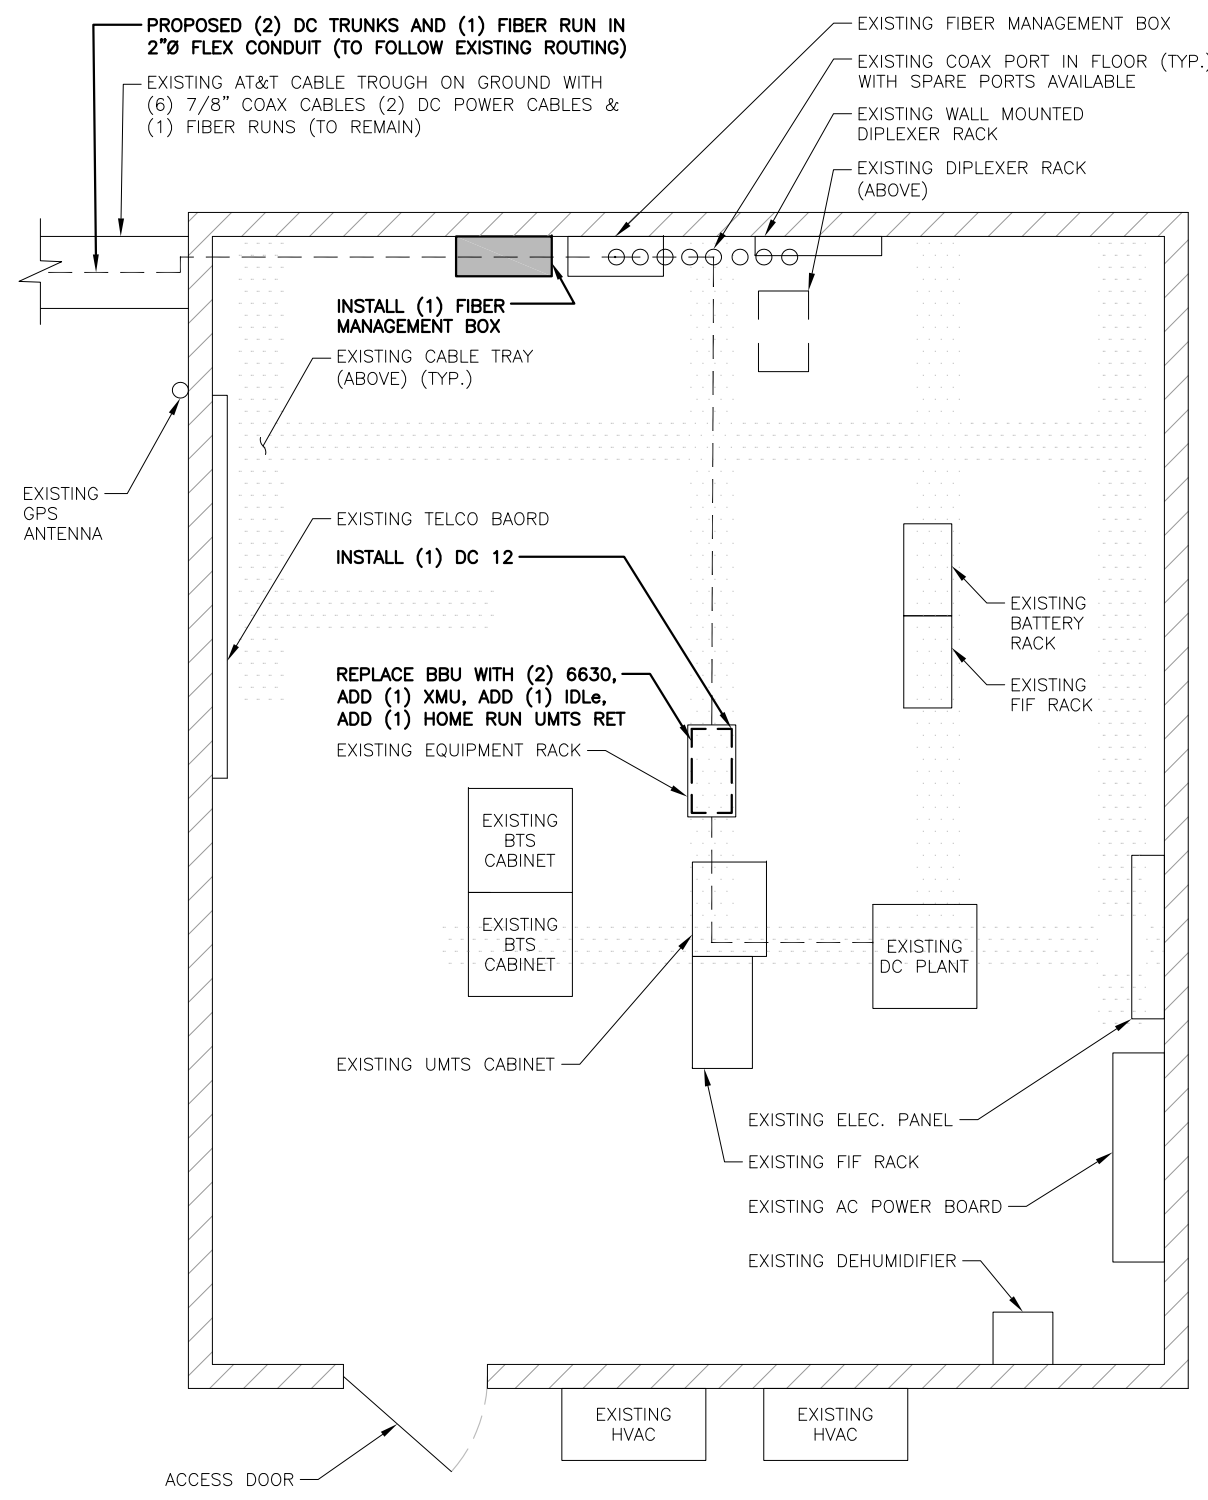 PROPOSED (2) DC TRUNKS AND (1) FIBER RUN IN
2"Ø FLEX CONDUIT (TO FOLLOW EXISTING ROUTING)
EXISTING AT&T CABLE TROUGH ON GROUND WITH
(6) 7/8" COAX CABLES (2) DC POWER CABLES &
(1) FIBER RUNS (TO REMAIN)
EXISTING FIBER MANAGEMENT BOX
EXISTING COAX PORT IN FLOOR (TYP.)
WITH SPARE PORTS AVAILABLE
EXISTING WALL MOUNTED
DIPLEXER RACK
EXISTING DIPLEXER RACK
(ABOVE)
INSTALL (1) FIBER
MANAGEMENT BOX
EXISTING CABLE TRAY
(ABOVE) (TYP.)
EXISTING
GPS
ANTENNA
EXISTING TELCO BAORD
INSTALL (1) DC 12
EXISTING
BATTERY
RACK
EXISTING
FIF RACK
REPLACE BBU WITH (2) 6630,
ADD (1) XMU, ADD (1) IDLe,
ADD (1) HOME RUN UMTS RET
EXISTING EQUIPMENT RACK
EXISTING
BTS
CABINET
EXISTING
BTS
CABINET
EXISTING
DC PLANT
EXISTING UMTS CABINET
EXISTING ELEC. PANEL
EXISTING FIF RACK
EXISTING AC POWER BOARD
EXISTING DEHUMIDIFIER
EXISTING
HVAC
EXISTING
HVAC
ACCESS DOOR